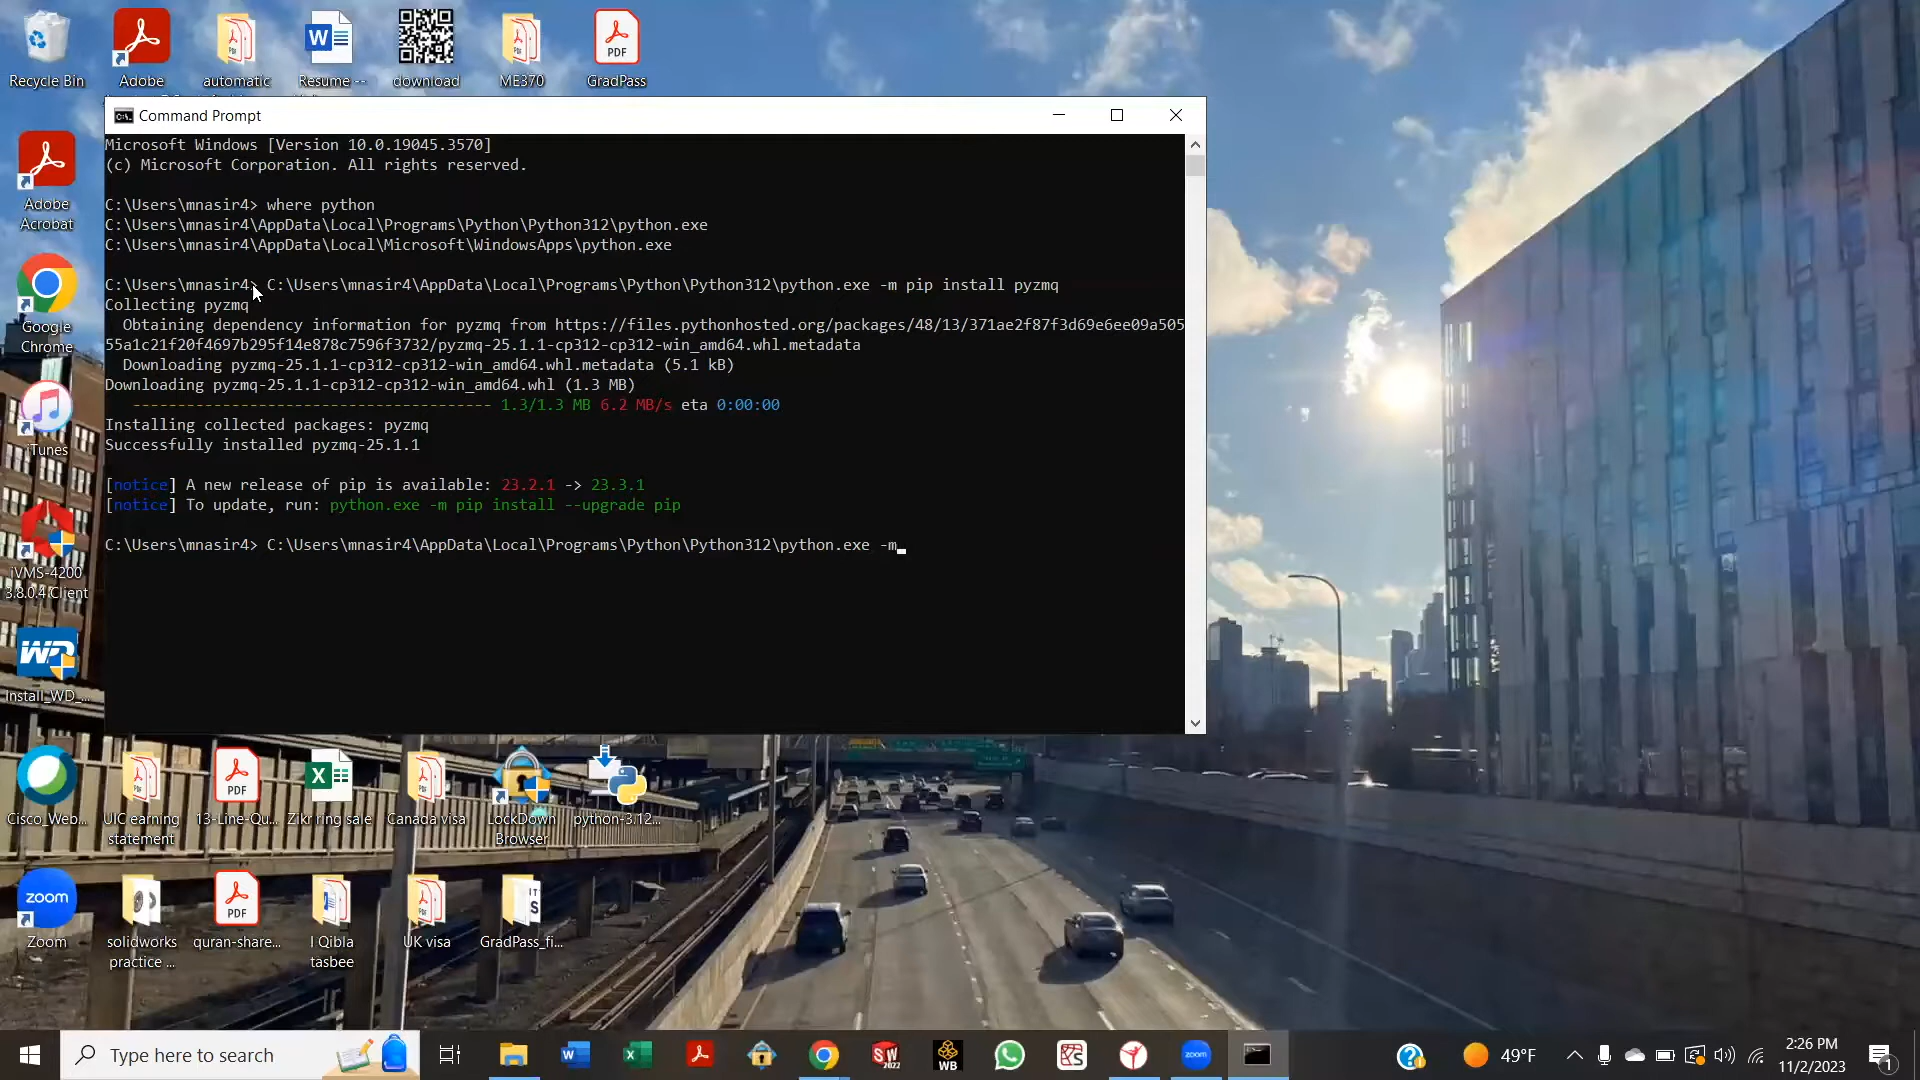 Recycle Bin
Adobe
automatic
Resume --
download
ME370
GradPass
Command Prompt
Microsoft Windows [Version 10.0.19045.3570]
(c) Microsoft Corporation. All rights reserved.
C:\Users\mnasir4> where python
C:\Users\mnasir4\AppData\Local\Programs\Python\Python312\python.exe
C:\Users\mnasir4\AppData\Local\Microsoft\WindowsApps\python.exe
C:\Users\mnasir4> C:\Users\mnasir4\AppData\Local\Programs\Python\Python312\python.exe -m pip install pyzmq
Collecting pyzmq
Obtaining dependency information for pyzmq from https://files.pythonhosted.org/packages/48/13/371ae2f87f3d69e6ee09a505
55a1c21f20f4697b295f14e878c7596f3732/pyzmq-25.1.1-cp312-cp312-win_amd64.whl.metadata
Downloading pyzmq-25.1.1-cp312-cp312-win_amd64.whl.metadata (5.1 kB)
Downloading pyzmq-25.1.1-cp312-cp312-win_amd64.whl (1.3 MB)
---------------------------------------- 1.3/1.3 MB 6.2 MB/s eta 0:00:00
Installing collected packages: pyzmq
Successfully installed pyzmq-25.1.1
[notice] A new release of pip is available: 23.2.1 -> 23.3.1
[notice] To update, run: python.exe -m pip install --upgrade pip
C:\Users\mnasir4> C:\Users\mnasir4\AppData\Local\Programs\Python\Python312\python.exe -m_
Adobe
Acrobat
Google
Chrome
iTunes
iVMS-4200
3.8.0.4 Client
Install_WD_...
Cisco_Web...
UIC earning
statement
13-Line-Qu...
Zikr ring sale
Canada visa
LockDown
Browser
python-3.12...
Zoom
solidworks
practice ...
quran-share...
I Qibla
tasbee
UK visa
GradPass_fi...
PDF
zoom
Type here to search
SW
2022
WB
zoom
49°F
2:26 PM
11/2/2023
1